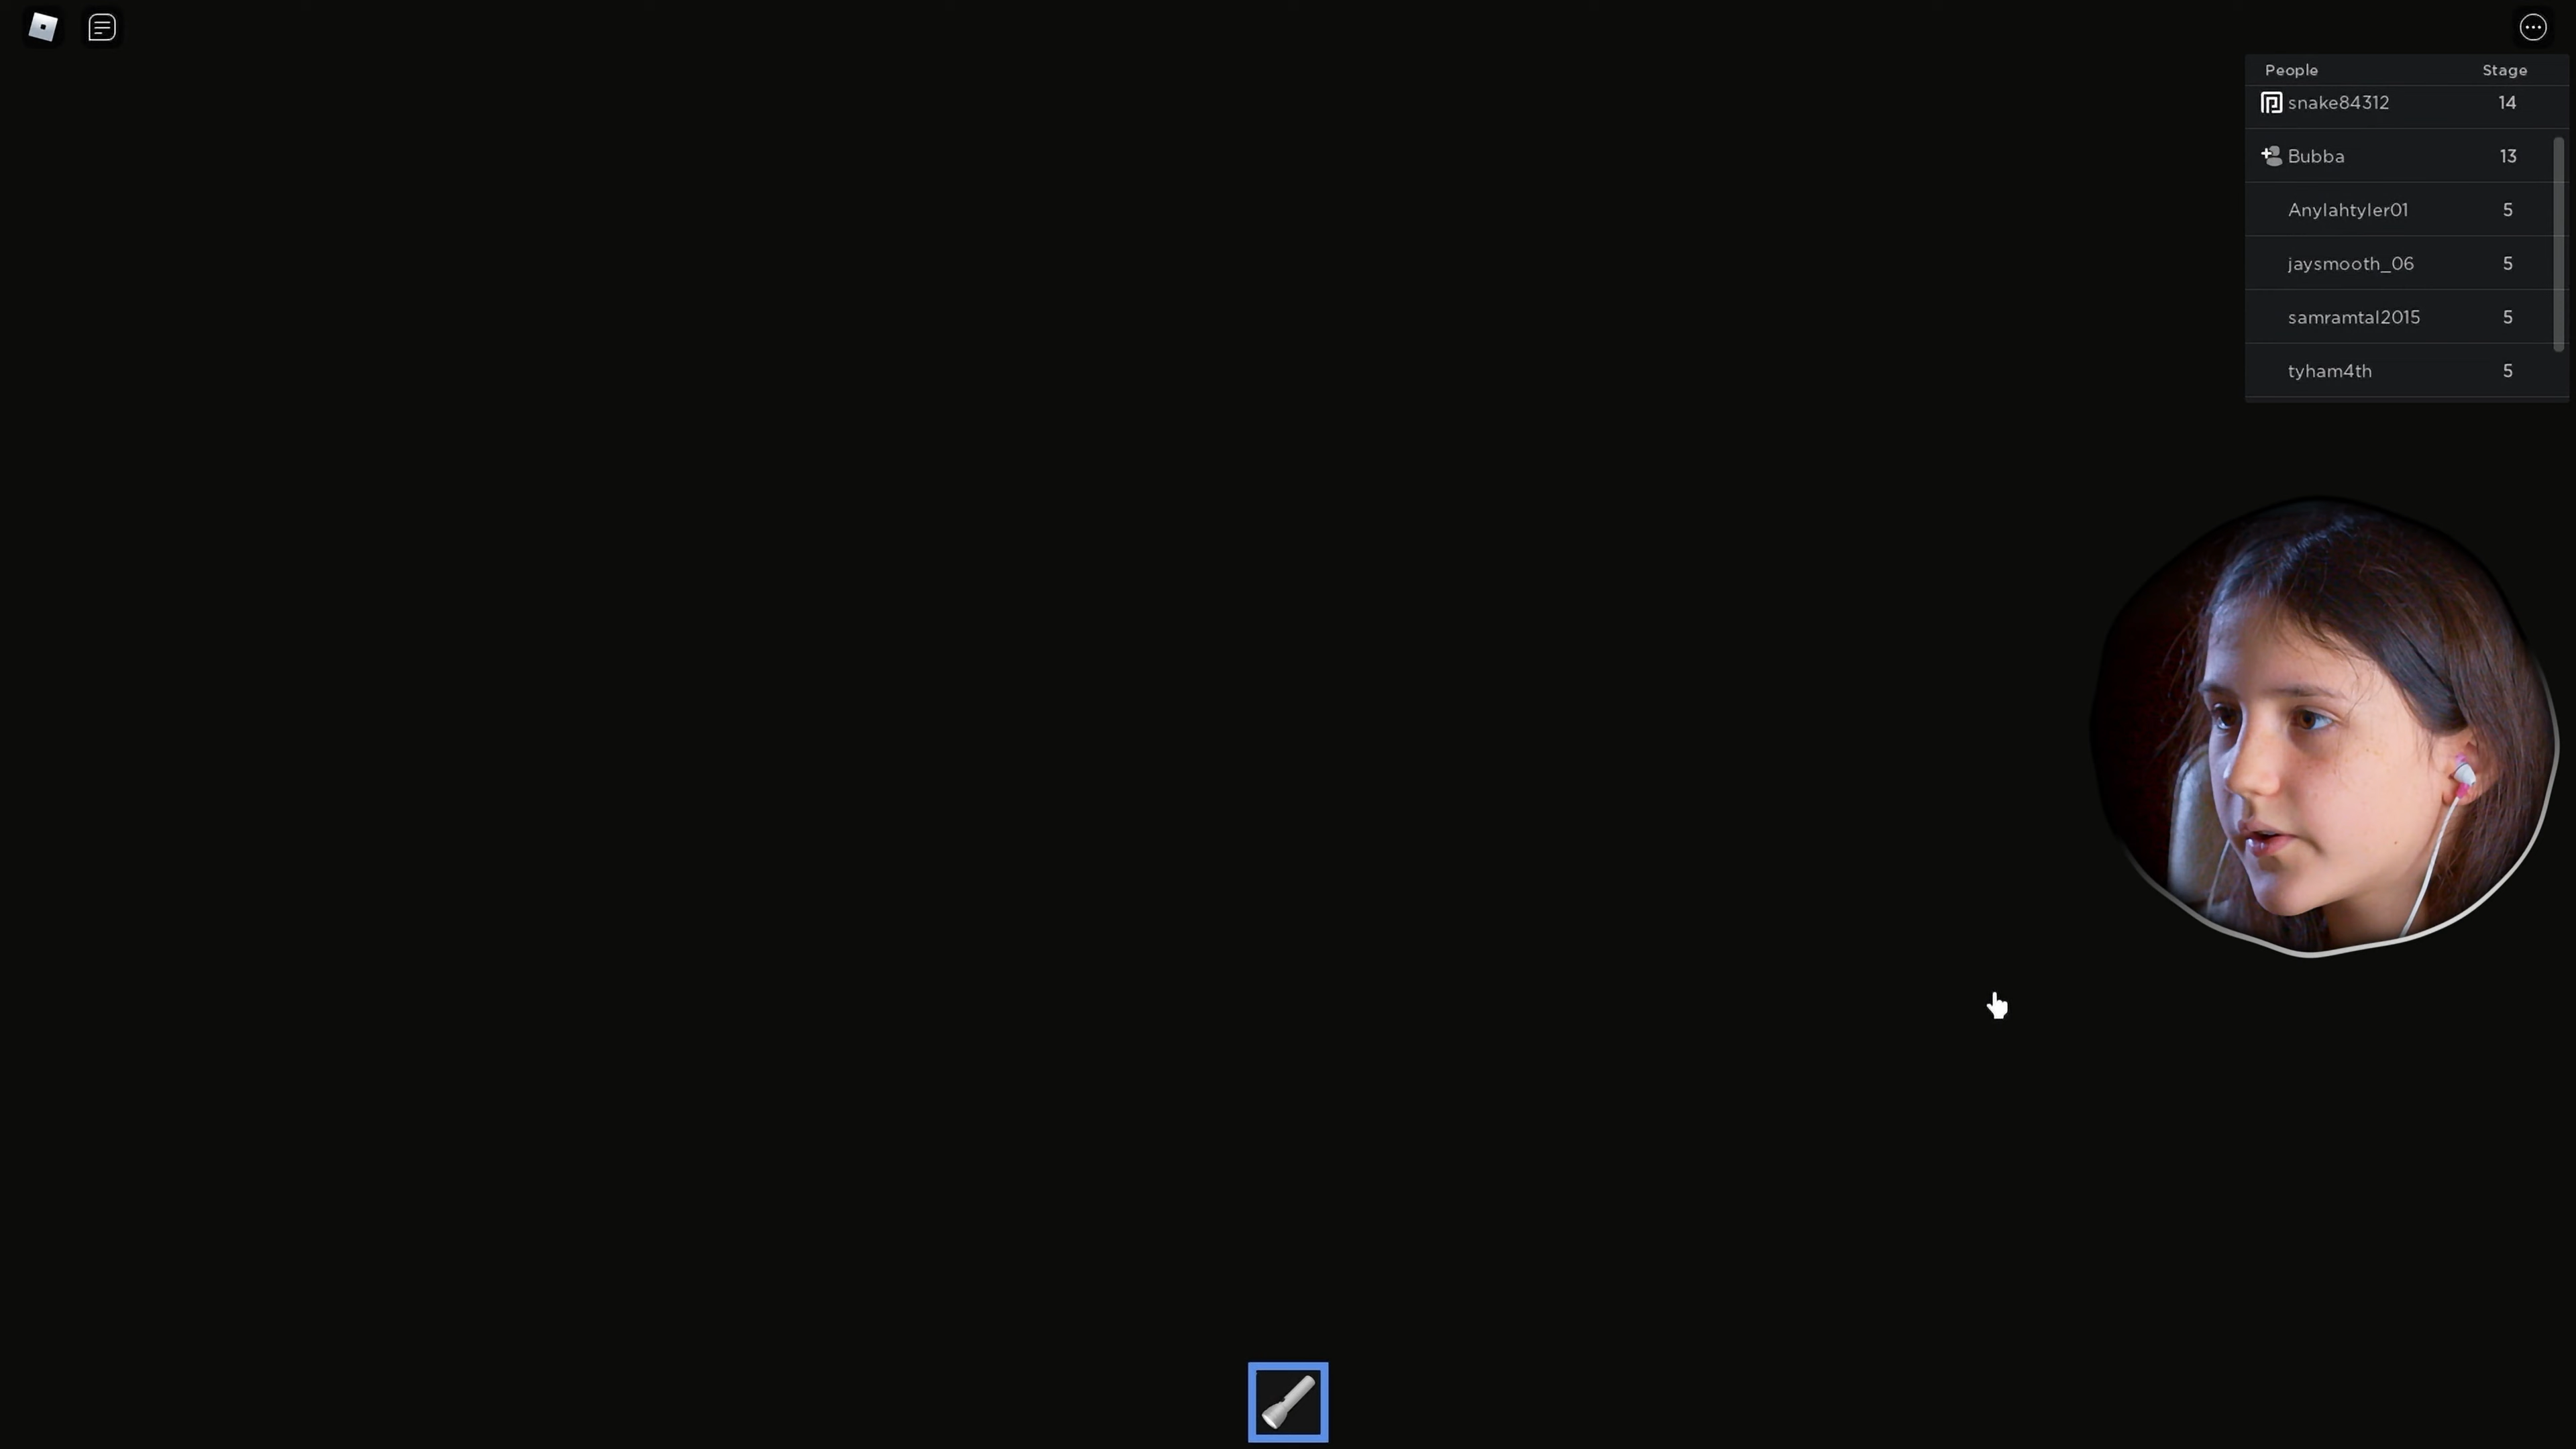 People Stage
snake84312 14
Bubba 13
Anylahtyler01 5
jaysmooth_06 5
samramtal2015 5
tyham4th 5